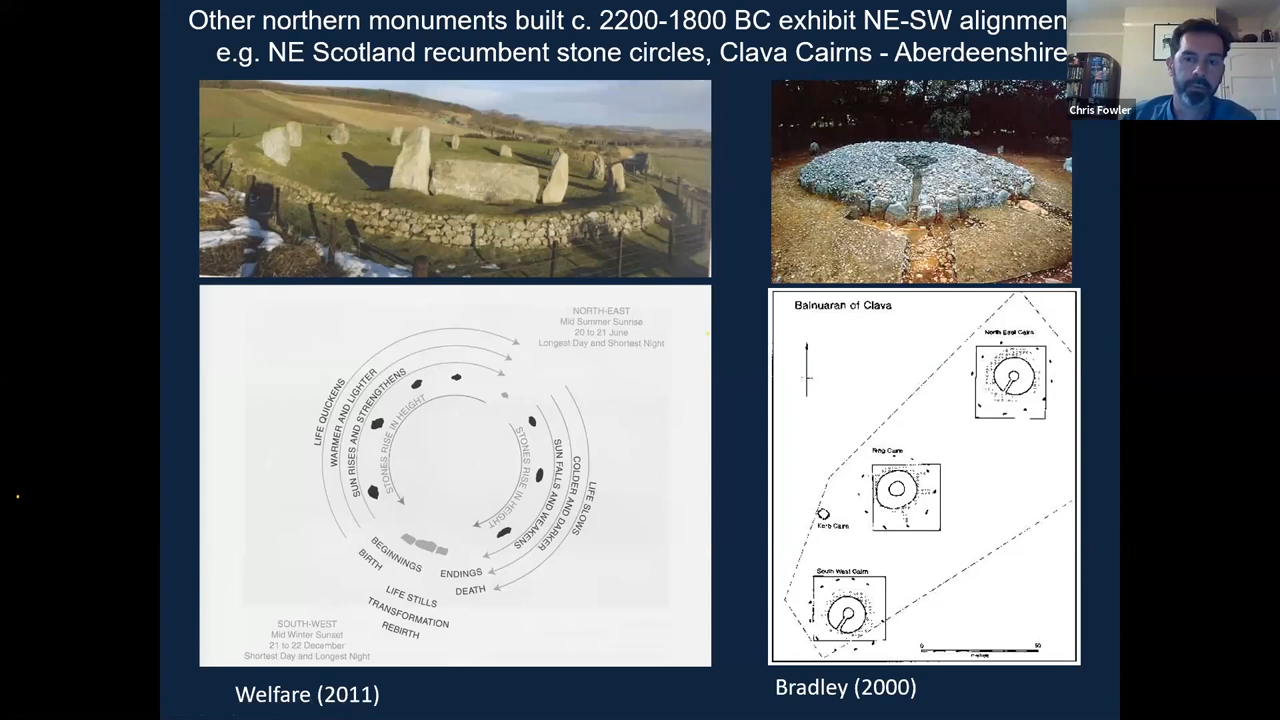 Other northern monuments built c. 2200-1800 BC exhibit NE-SW alignmen
e.g. NE Scotland recumbent stone circles, Clava Cairns - Aberdeenshire
Chris Fowler
NORTH-EAST
Mid Summer Sunrise
20 to 21 June
Longest Day and Shortest Night
LIFE QUICKENS
WARMER AND LIGHTER
SUN RISES AND STRENGTHENS
STONES RISE IN HEIGHT
STONES RISE IN HEIGHT
SUN FALLS AND WEAKENS
COLDER AND DARKER
LIFE SLOWS
BEGINNINGS
BIRTH
ENDINGS
DEATH
LIFE STILLS
TRANSFORMATION
REBIRTH
SOUTH-WEST
Mid Winter Sunset
21 to 22 December
Shortest Day and Longest Night
Welfare (2011)
Balnuaran of Clava
North East Cairn
Ring Cairn
Kerb Cairn
South West Cairn
0
metres
Bradley (2000)